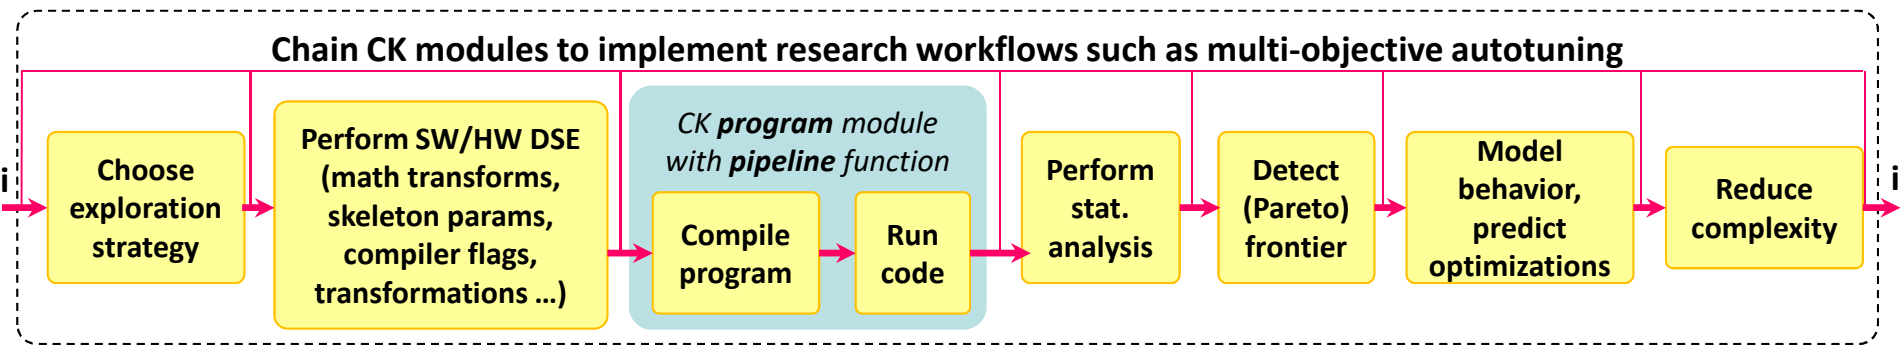 Chain CK modules to implement research workflows such as multi-objective autotuning
i
Choose
exploration
strategy
Perform SW/HW DSE
(math transforms,
skeleton params,
compiler flags,
transformations …)
CK program module
with pipeline function
Compile
program
Run
code
Perform
stat.
analysis
Detect
(Pareto)
frontier
Model
behavior,
predict
optimizations
Reduce
complexity
i